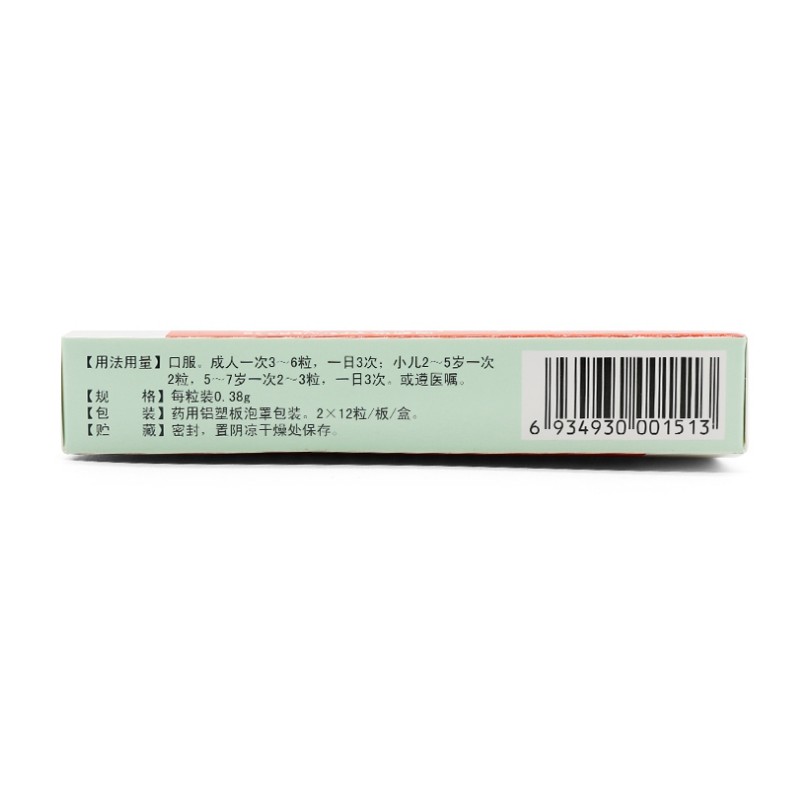 【用法用量】口服。成人一次3～6粒，一日3次；小儿2～5岁一次
2粒，5～7岁一次2～3粒，一日3次。或遵医嘱。
【规　　格】每粒装0.38g
【包　　装】药用铝塑板泡罩包装。2×12粒/板/盒。
【贮　　藏】密封，置阴凉干燥处保存。
6 934930 001513